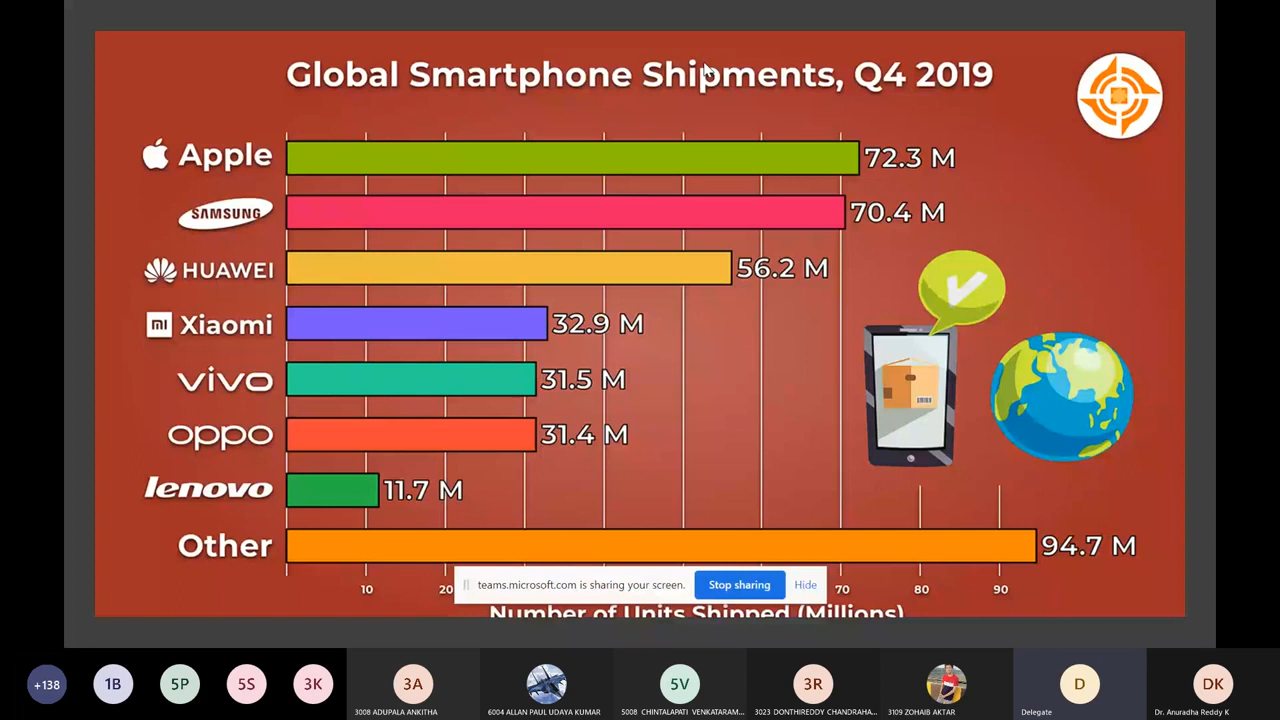 Global Smartphone Shipments, Q4 2019
Apple 72.3 M
SAMSUNG 70.4 M
HUAWEI 56.2 M
MI Xiaomi 32.9 M
vivo 31.5 M
oppo 31.4 M
lenovo 11.7 M
Other 94.7 M
teams.microsoft.com is sharing your screen. Stop sharing Hide
10 20 70 80 90
Number of Units Shipped (Millions)
+138 1B 5P 5S 3K 3A 5V 3R D DK
3008 ADUPALA ANKITHA 6004 ALLAN PAUL UDAYA KUMAR 5008 CHINTALAPATI VENKATARAM... 3023 DONTHIREDDY CHANDRAHA... 3109 ZOHAIB AKTAR Delegate Dr. Anuradha Reddy K